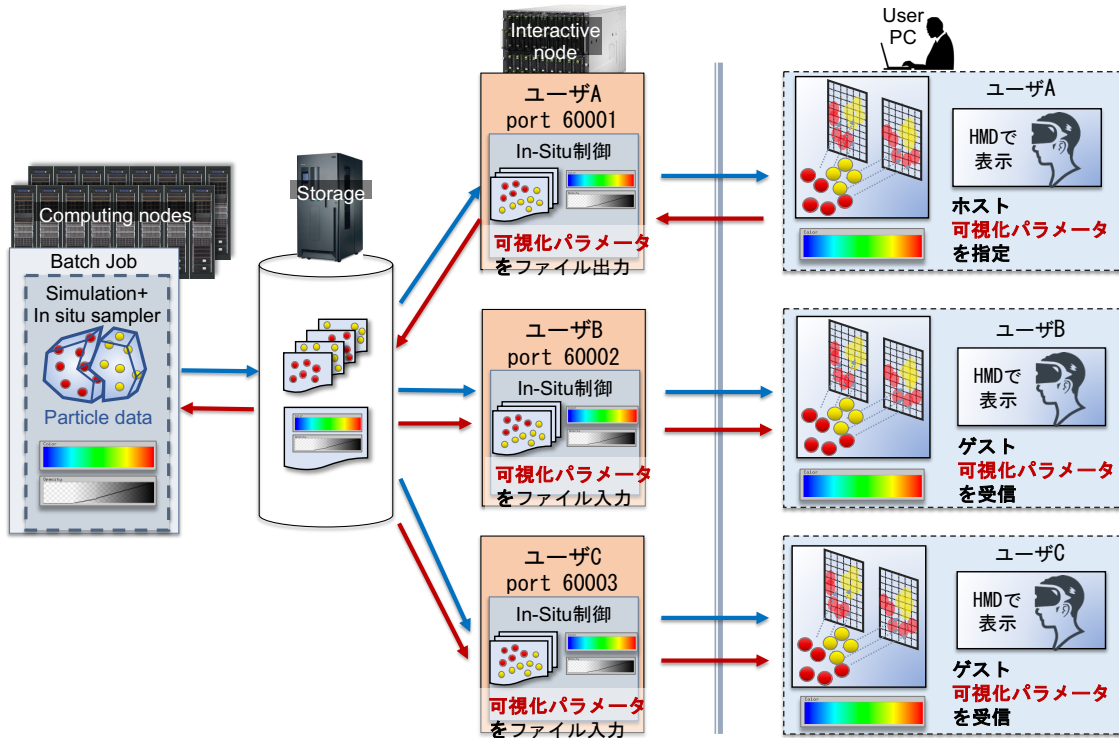 Computing nodes
Batch Job
Simulation+
In situ sampler
Particle data
Color
Storage
Interactive
node
ユーザA
port 60001
In-Situ制御
可視化パラメータ
をファイル出力
ユーザB
port 60002
In-Situ制御
可視化パラメータ
をファイル入力
ユーザC
port 60003
In-Situ制御
可視化パラメータ
をファイル入力
User
PC
ユーザA
HMDで
表示
ホスト
可視化パラメータ
を指定
Color
ユーザB
HMDで
表示
ゲスト
可視化パラメータ
を受信
Color
ユーザC
HMDで
表示
ゲスト
可視化パラメータ
を受信
Color